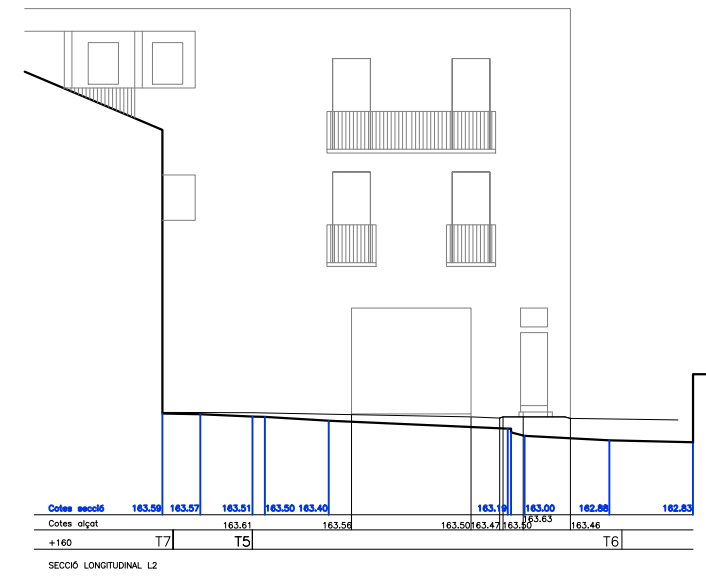 Cotes secció 163.59 163.57 163.51 163.50 163.40 163.19 163.00 162.88 162.83
Cotes alçat 163.61 163.56 163.50 163.47 163.50 163.63 163.46
+160 T7 T5 T6
SECCIÓ LONGITUDINAL L2